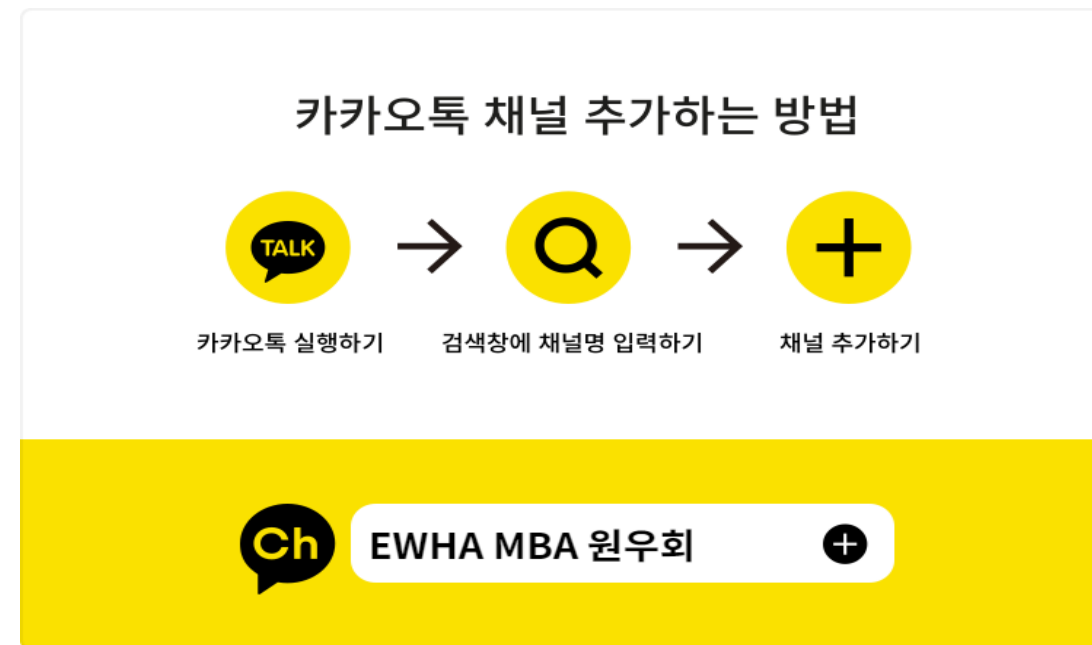 카카오톡 채널 추가하는 방법
TALK
카카오톡 실행하기
검색창에 채널명 입력하기
채널 추가하기
Ch
EWHA MBA 원우회